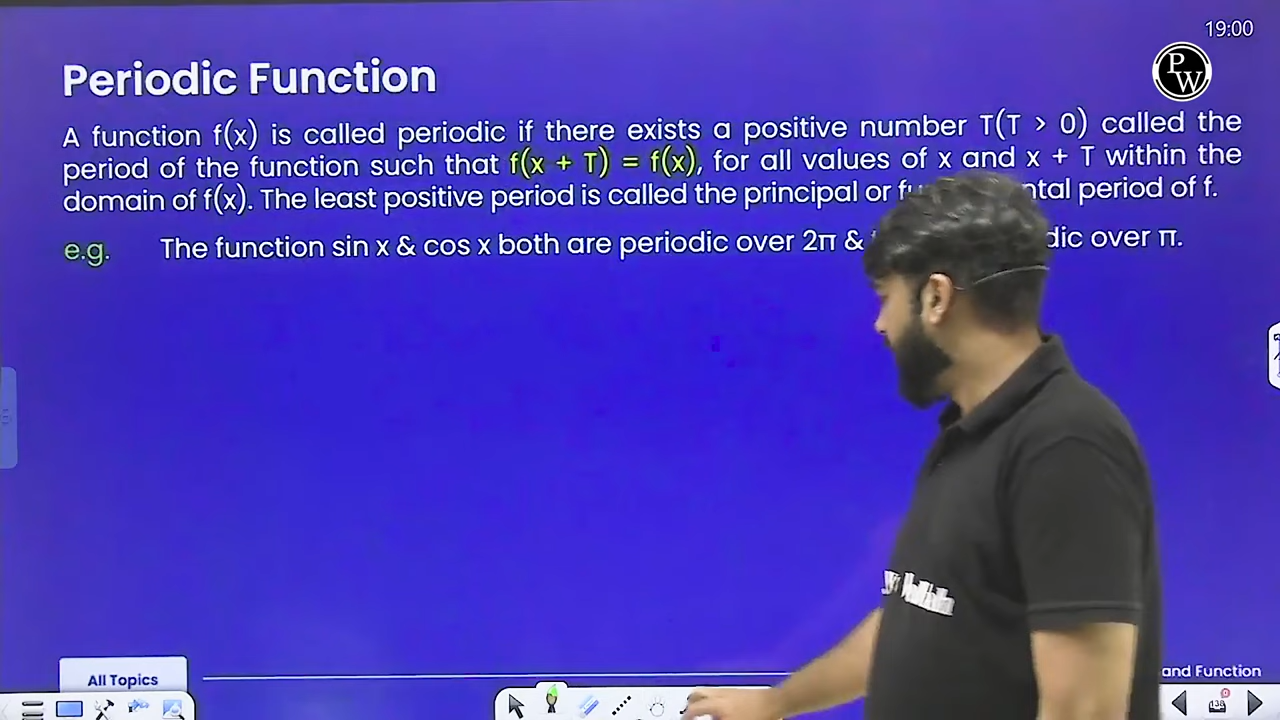 19:00
PW
Periodic Function
A function f(x) is called periodic if there exists a positive number T(T > 0) called the
period of the function such that f(x + T) = f(x), for all values of x and x + T within the
domain of f(x). The least positive period is called the principal or period of f.
e.g. The function sin x & cos x both are periodic over 2π & over π.
All Topics
and Function
138